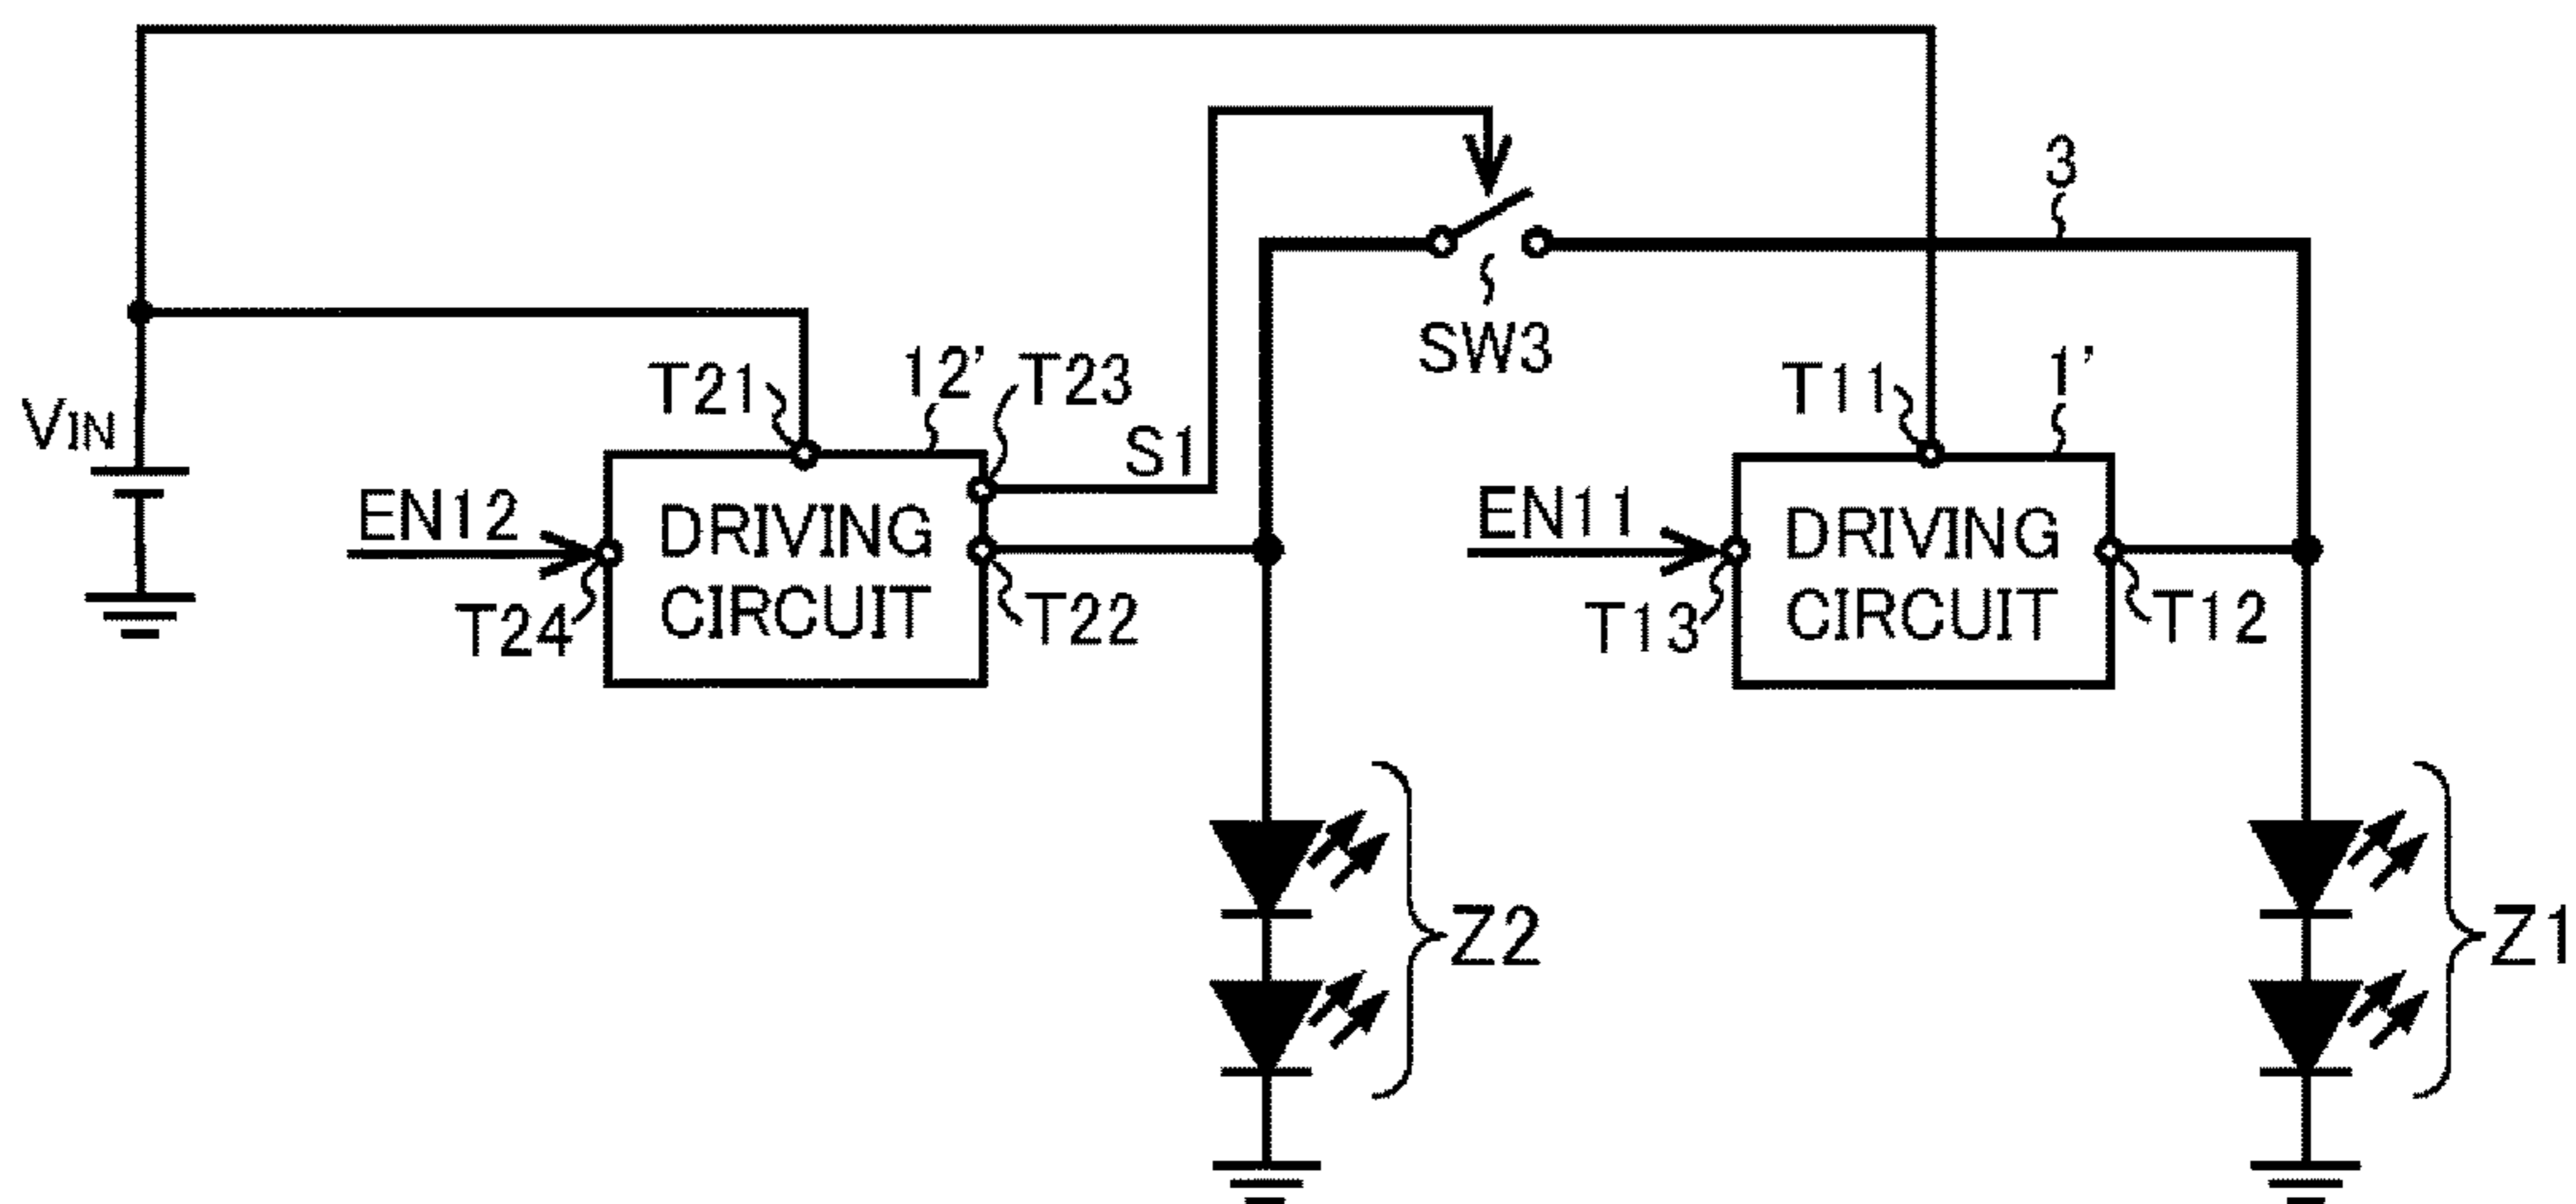 3
SW3
T21
12'
T23
T11
1'
VIN
S1
EN12
DRIVING
CIRCUIT
EN11
DRIVING
CIRCUIT
T24
T22
T13
T12
Z2
Z1